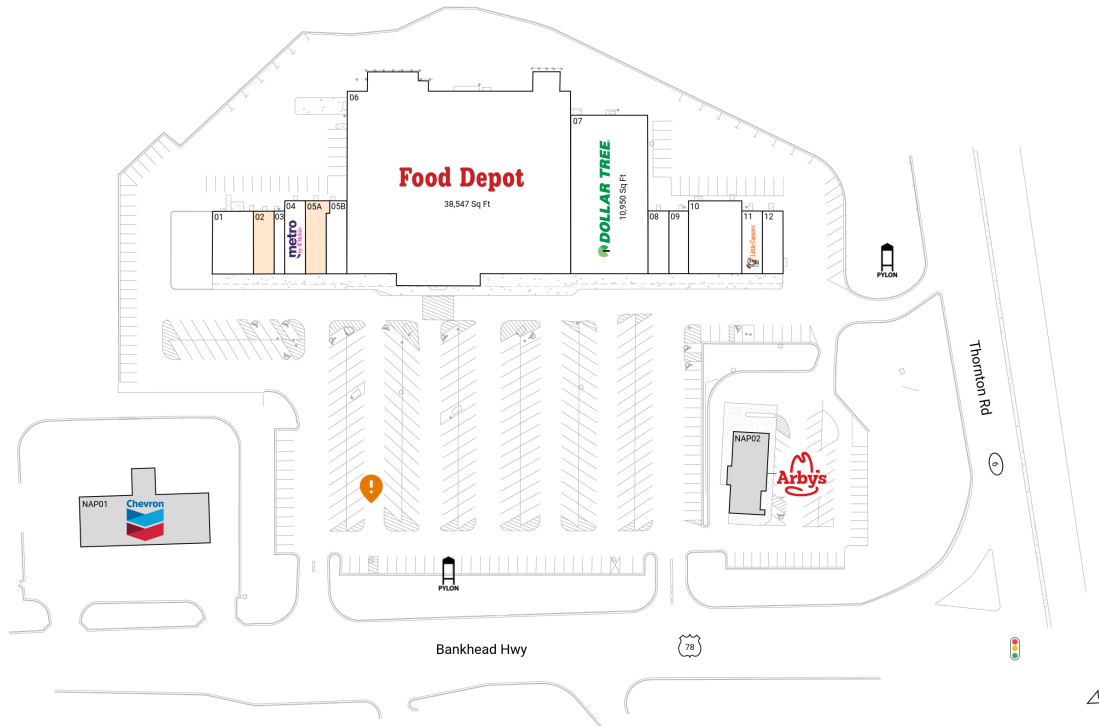 06
07
Food Depot
38,547 Sq Ft
DOLLAR TREE
10,950 Sq Ft
01
02
03
04
metro
05A
05B
08
09
10
11
Little Caesars
12
PYLON
Thornton Rd
6
NAP02
Arby's
NAP01
Chevron
PYLON
Bankhead Hwy
78